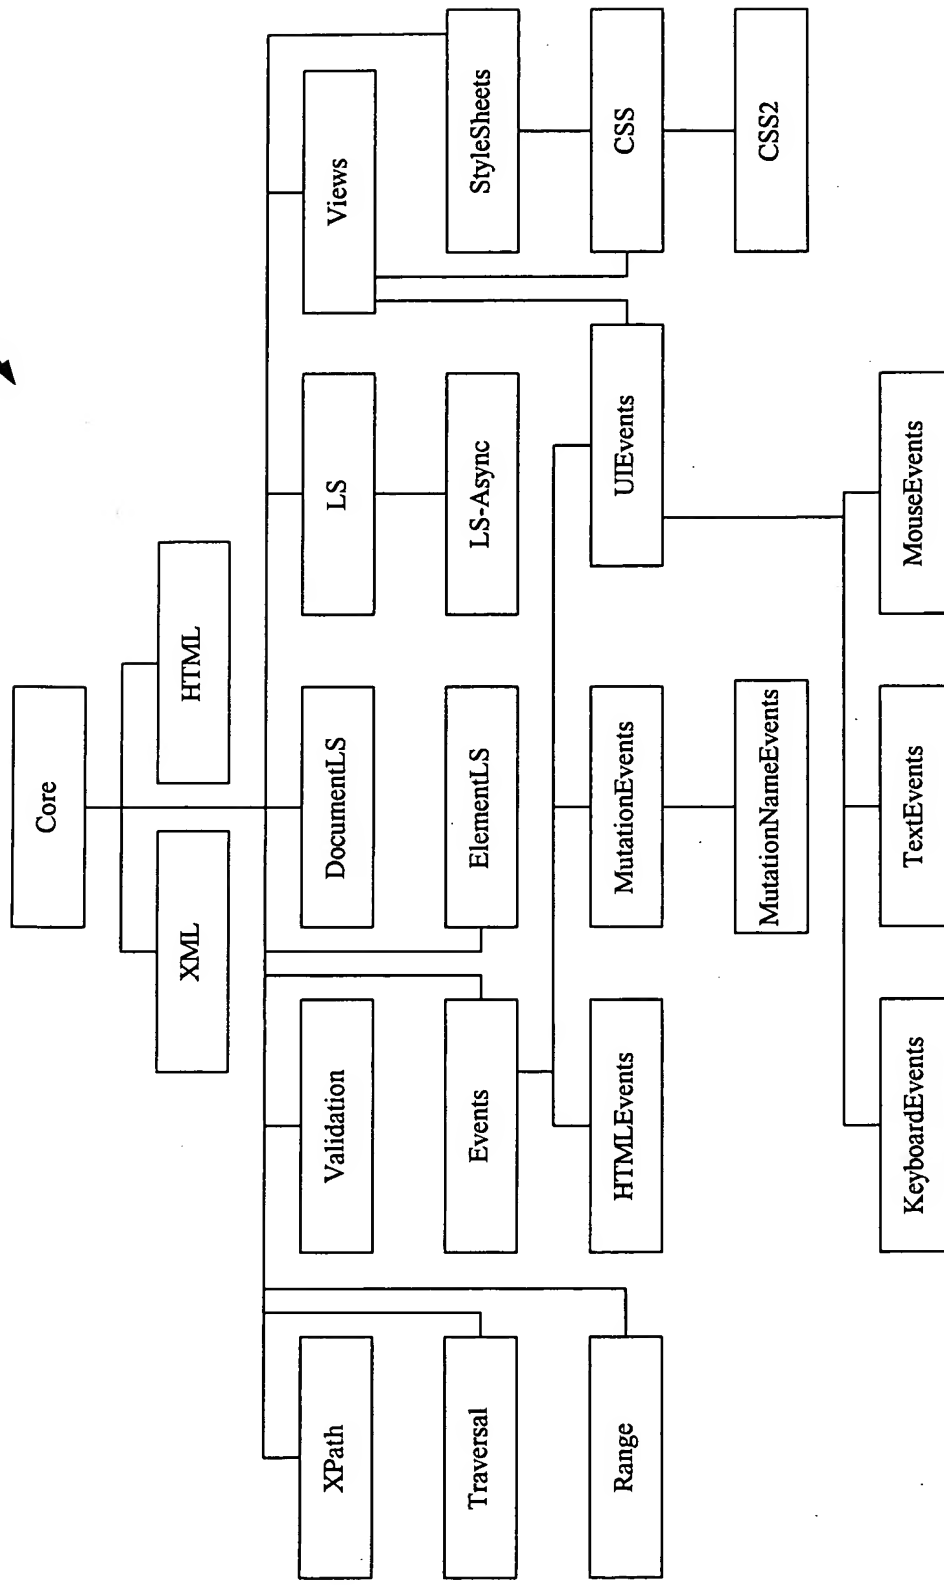 Core
XML
HTML
XPath
Validation
DocumentLS
LS
Views
Traversal
Events
ElementLS
LS-Async
StyleSheets
Range
HTMLEvents
MutationEvents
UIEvents
CSS
MutationNameEvents
CSS2
KeyboardEvents
TextEvents
MouseEvents